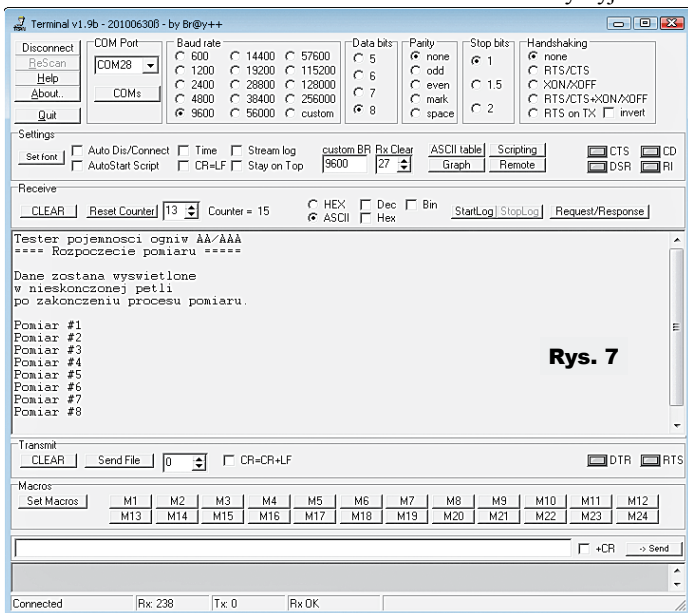 Terminal v1.9b - 20100630ß - by Br@y++
Disconnect
ReScan
Help
About..
Quit
COM Port
COM28
COMs
Baud rate
600 14400 57600
1200 19200 115200
2400 28800 128000
4800 38400 256000
9600 56000 custom
Data bits
5
6
7
8
Parity
none
odd
even
mark
space
Stop bits
1
1.5
2
Handshaking
none
RTS/CTS
XON/XOFF
RTS/CTS+XON/XOFF
RTS on TX invert
Settings
Set font
Auto Dis/Connect Time Stream log
AutoStart Script CR=LF Stay on Top
custom BR Rx Clear
9600 27
ASCII table Scripting
Graph Remote
CTS CD
DSR RI
Receive
CLEAR Reset Counter 13 Counter = 15
HEX Dec Bin
ASCII Hex
StartLog StopLog Request/Response
Tester pojemnosci ogniw AA/AAA
==== Rozpoczecie pomiaru =====
Dane zostana wyswietlone
w nieskonczonej petli
po zakonczeniu procesu pomiaru.
Pomiar #1
Pomiar #2
Pomiar #3
Pomiar #4
Pomiar #5
Pomiar #6
Pomiar #7
Pomiar #8
Rys. 7
Transmit
CLEAR Send File 0 CR=CR+LF
DTR RTS
Macros
Set Macros
M1 M2 M3 M4 M5 M6 M7 M8 M9 M10 M11 M12
M13 M14 M15 M16 M17 M18 M19 M20 M21 M22 M23 M24
+CR -> Send
Connected Rx: 238 Tx: 0 Rx OK